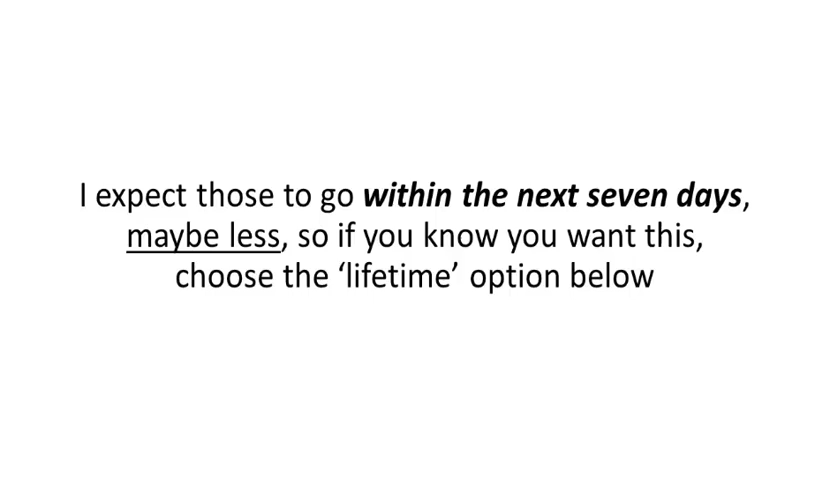 I expect those to go within the next seven days,
maybe less, so if you know you want this,
choose the ‘lifetime’ option below